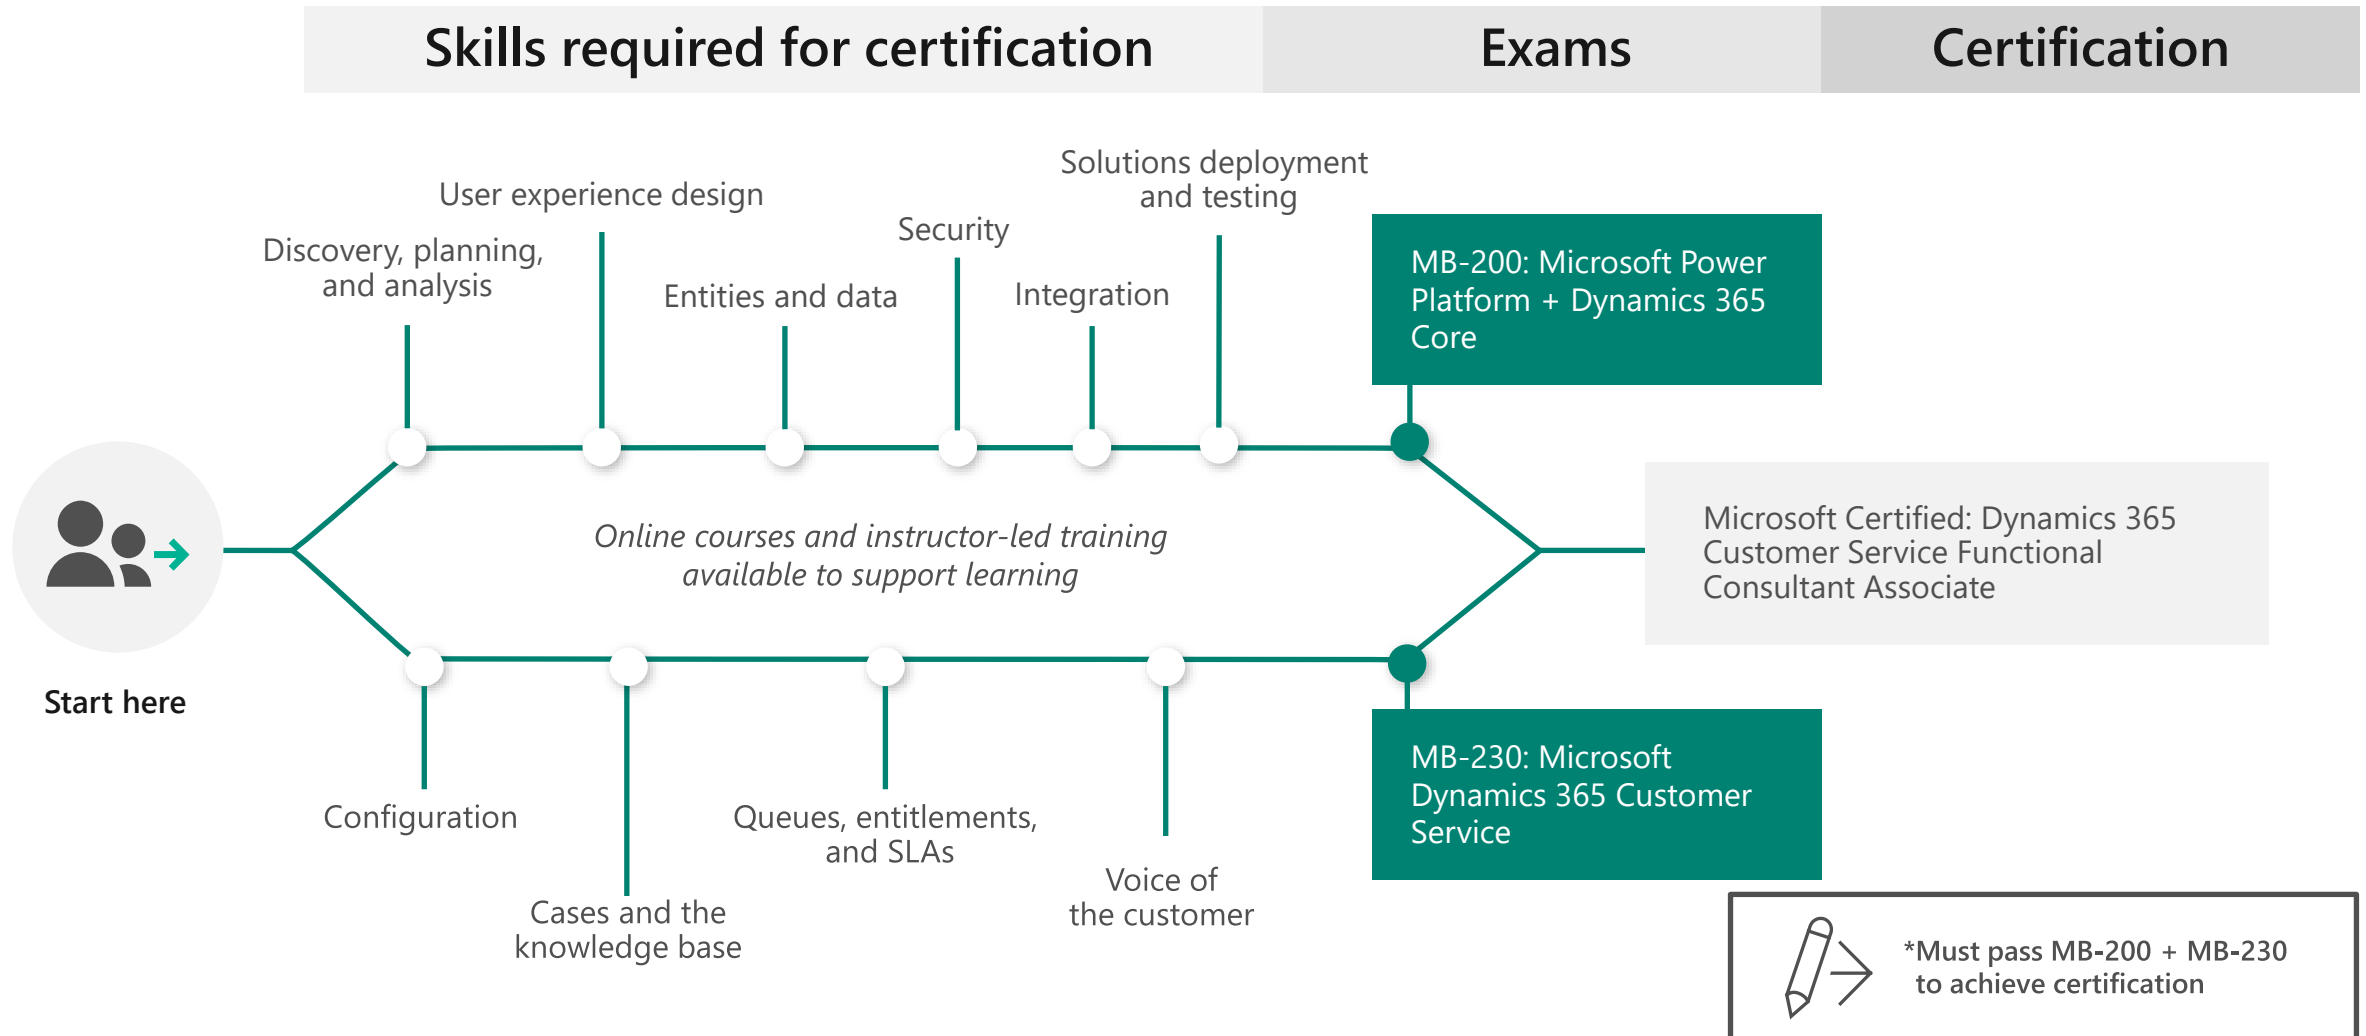 Skills required for certification
Exams
Certification
Solutions deployment
and testing
User experience design
Security
Discovery, planning,
and analysis
Entities and data
Integration
MB-200: Microsoft Power
Platform + Dynamics 365
Core
Online courses and instructor-led training
available to support learning
Microsoft Certified: Dynamics 365
Customer Service Functional
Consultant Associate
Start here
Configuration
Cases and the
knowledge base
Queues, entitlements,
and SLAs
Voice of
the customer
MB-230: Microsoft
Dynamics 365 Customer
Service
*Must pass MB-200 + MB-230
to achieve certification